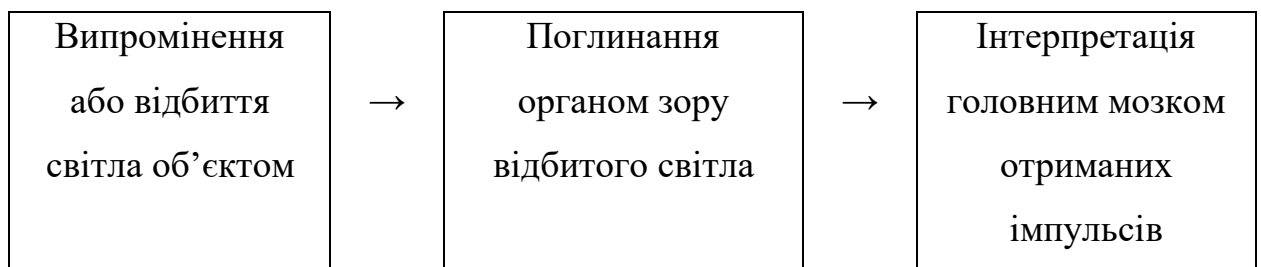 Випромінення
або відбиття
світла об’єктом
→
Поглинання
органом зору
відбитого світла
→
Інтерпретація
головним мозком
отриманих
імпульсів